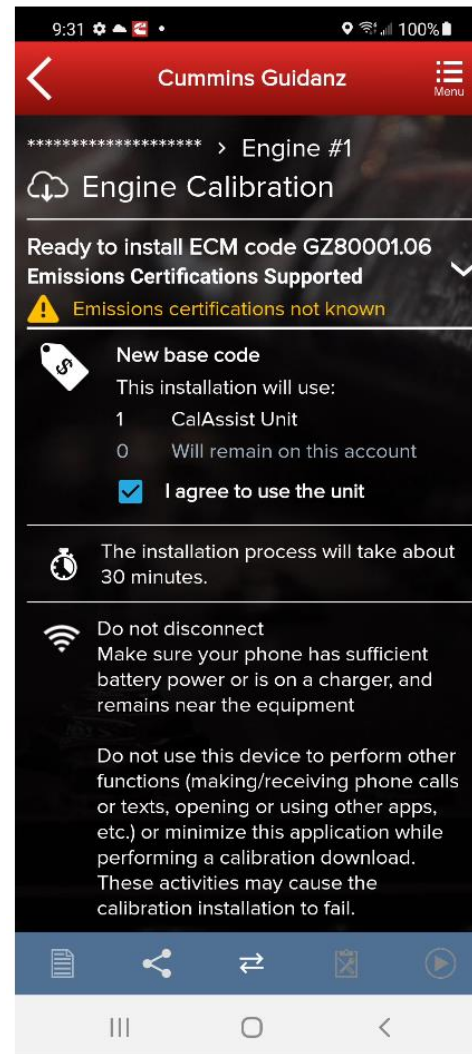 9:31
100%
Cummins Guidanz
Menu
******************** > Engine #1
Engine Calibration
Ready to install ECM code GZ80001.06
Emissions Certifications Supported
Emissions certifications not known
$
New base code
This installation will use:
1 CalAssist Unit
0 Will remain on this account
I agree to use the unit
The installation process will take about
30 minutes.
Do not disconnect
Make sure your phone has sufficient
battery power or is on a charger, and
remains near the equipment
Do not use this device to perform other
functions (making/receiving phone calls
or texts, opening or using other apps,
etc.) or minimize this application while
performing a calibration download.
These activities may cause the
calibration installation to fail.